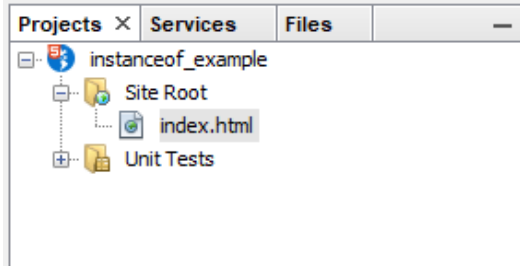 Projects Services Files
instanceof_example
Site Root
index.html
Unit Tests